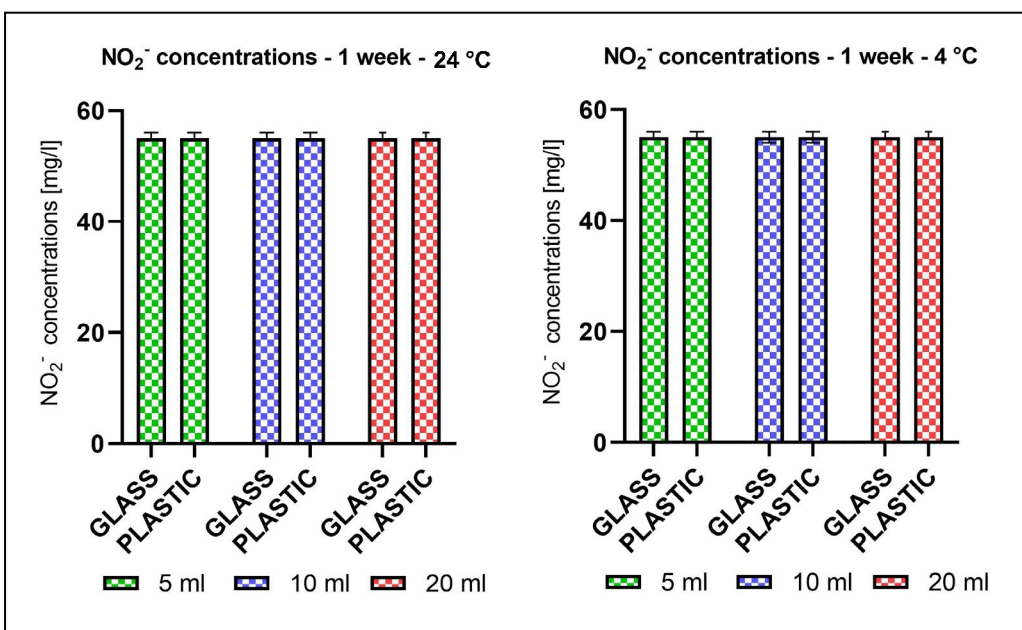 NO₂⁻ concentrations - 1 week - 24 °C
NO₂⁻ concentrations [mg/l]
60
40
20
0
GLASS
PLASTIC
GLASS
PLASTIC
GLASS
PLASTIC
5 ml
10 ml
20 ml
NO₂⁻ concentrations - 1 week - 4 °C
NO₂⁻ concentrations [mg/l]
60
40
20
0
GLASS
PLASTIC
GLASS
PLASTIC
GLASS
PLASTIC
5 ml
10 ml
20 ml